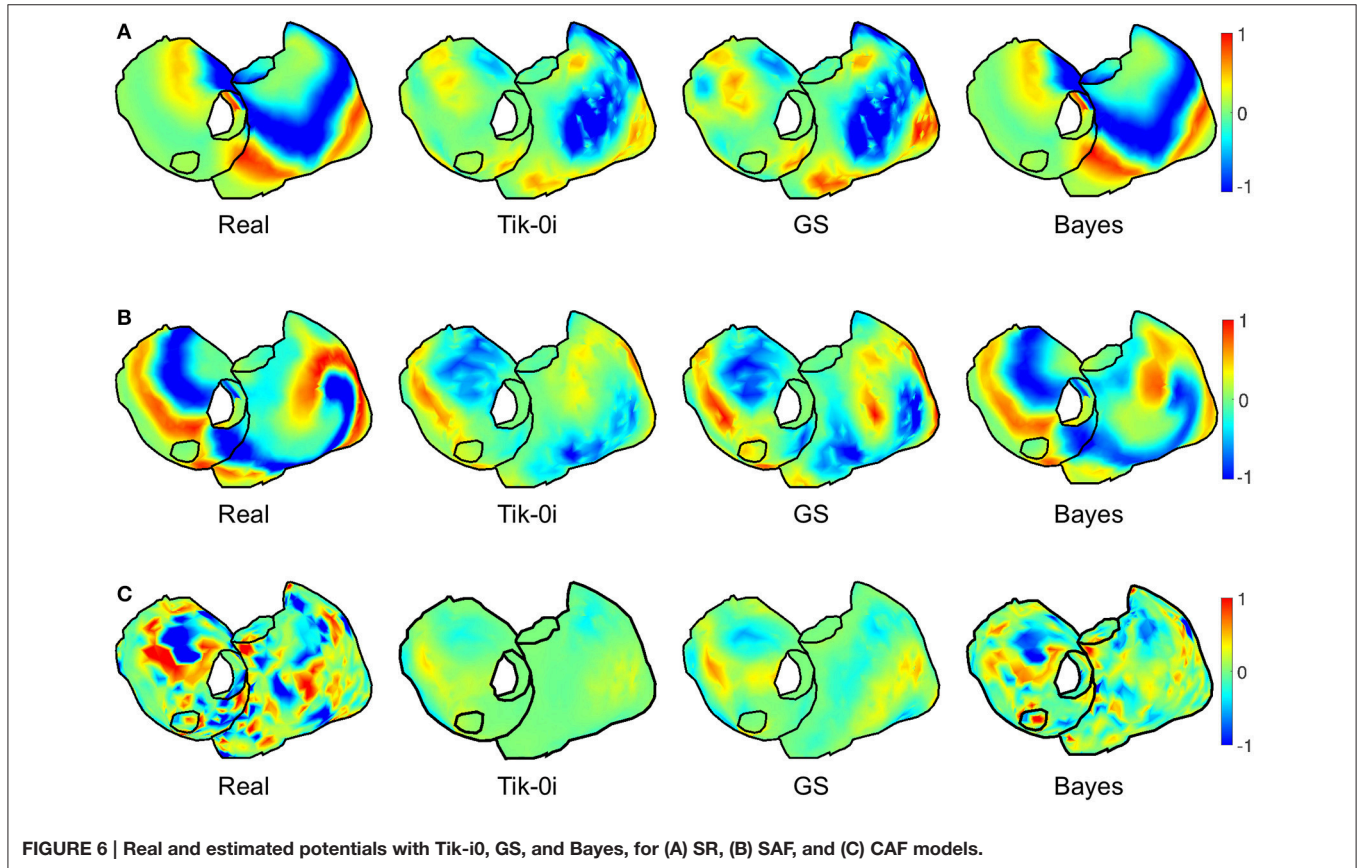 A
1
0
-1
Real
Tik-0i
GS
Bayes
B
1
0
-1
Real
Tik-0i
GS
Bayes
C
1
0
-1
Real
Tik-0i
GS
Bayes
FIGURE 6 | Real and estimated potentials with Tik-i0, GS, and Bayes, for (A) SR, (B) SAF, and (C) CAF models.